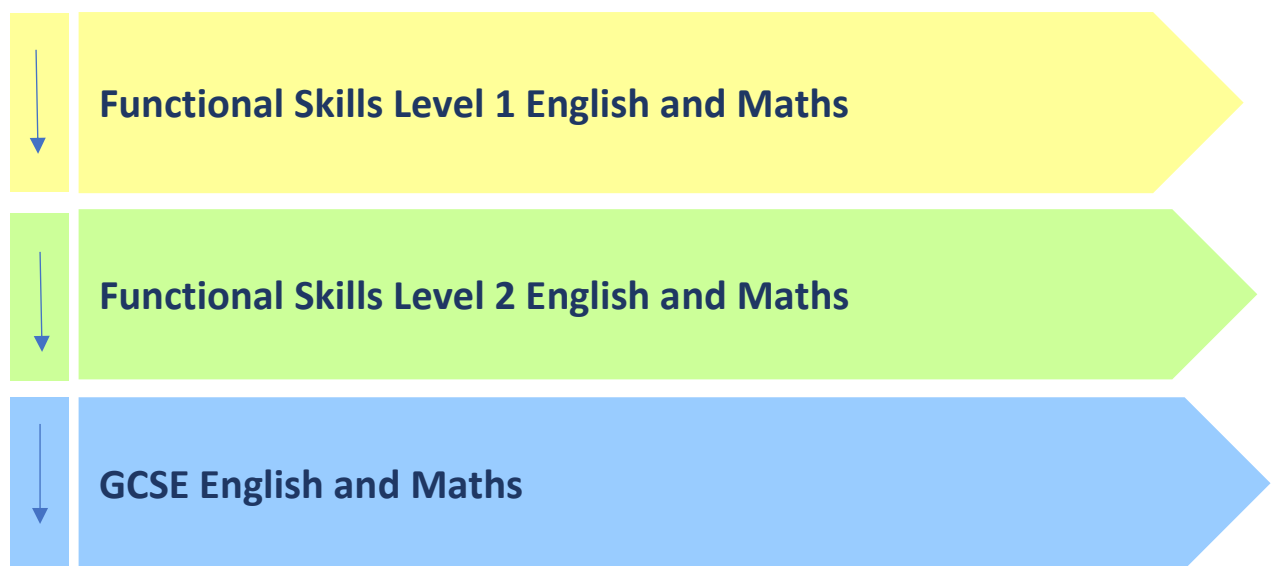 Functional Skills Level 1 English and Maths
Functional Skills Level 2 English and Maths
GCSE English and Maths